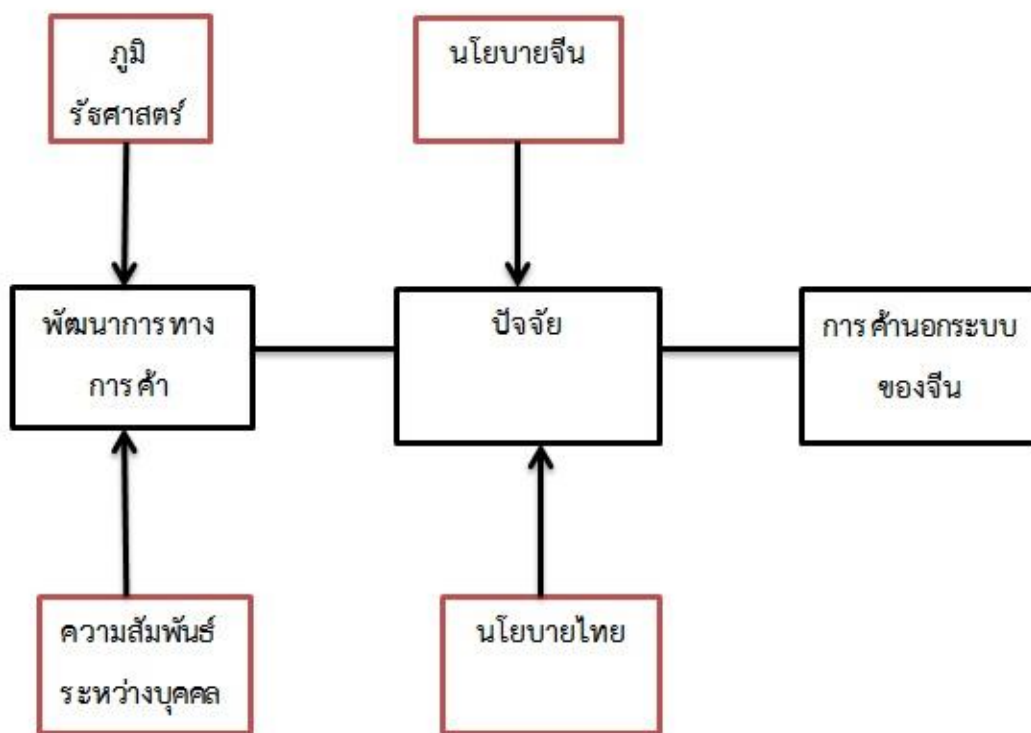 ภูมิ
รัฐศาสตร์
นโยบายจีน
พัฒนาการทาง
การค้า
ปัจจัย
การค้านอกระบบ
ของจีน
ความสัมพันธ์
ระหว่างบุคคล
นโยบายไทย